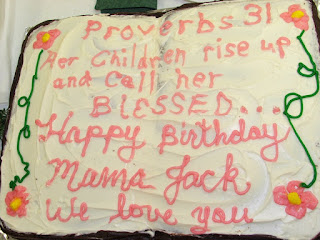 Proverbs 31
Her Children rise up
and Call her
BLESSED...
Happy Birthday
Mama Jack
We love you